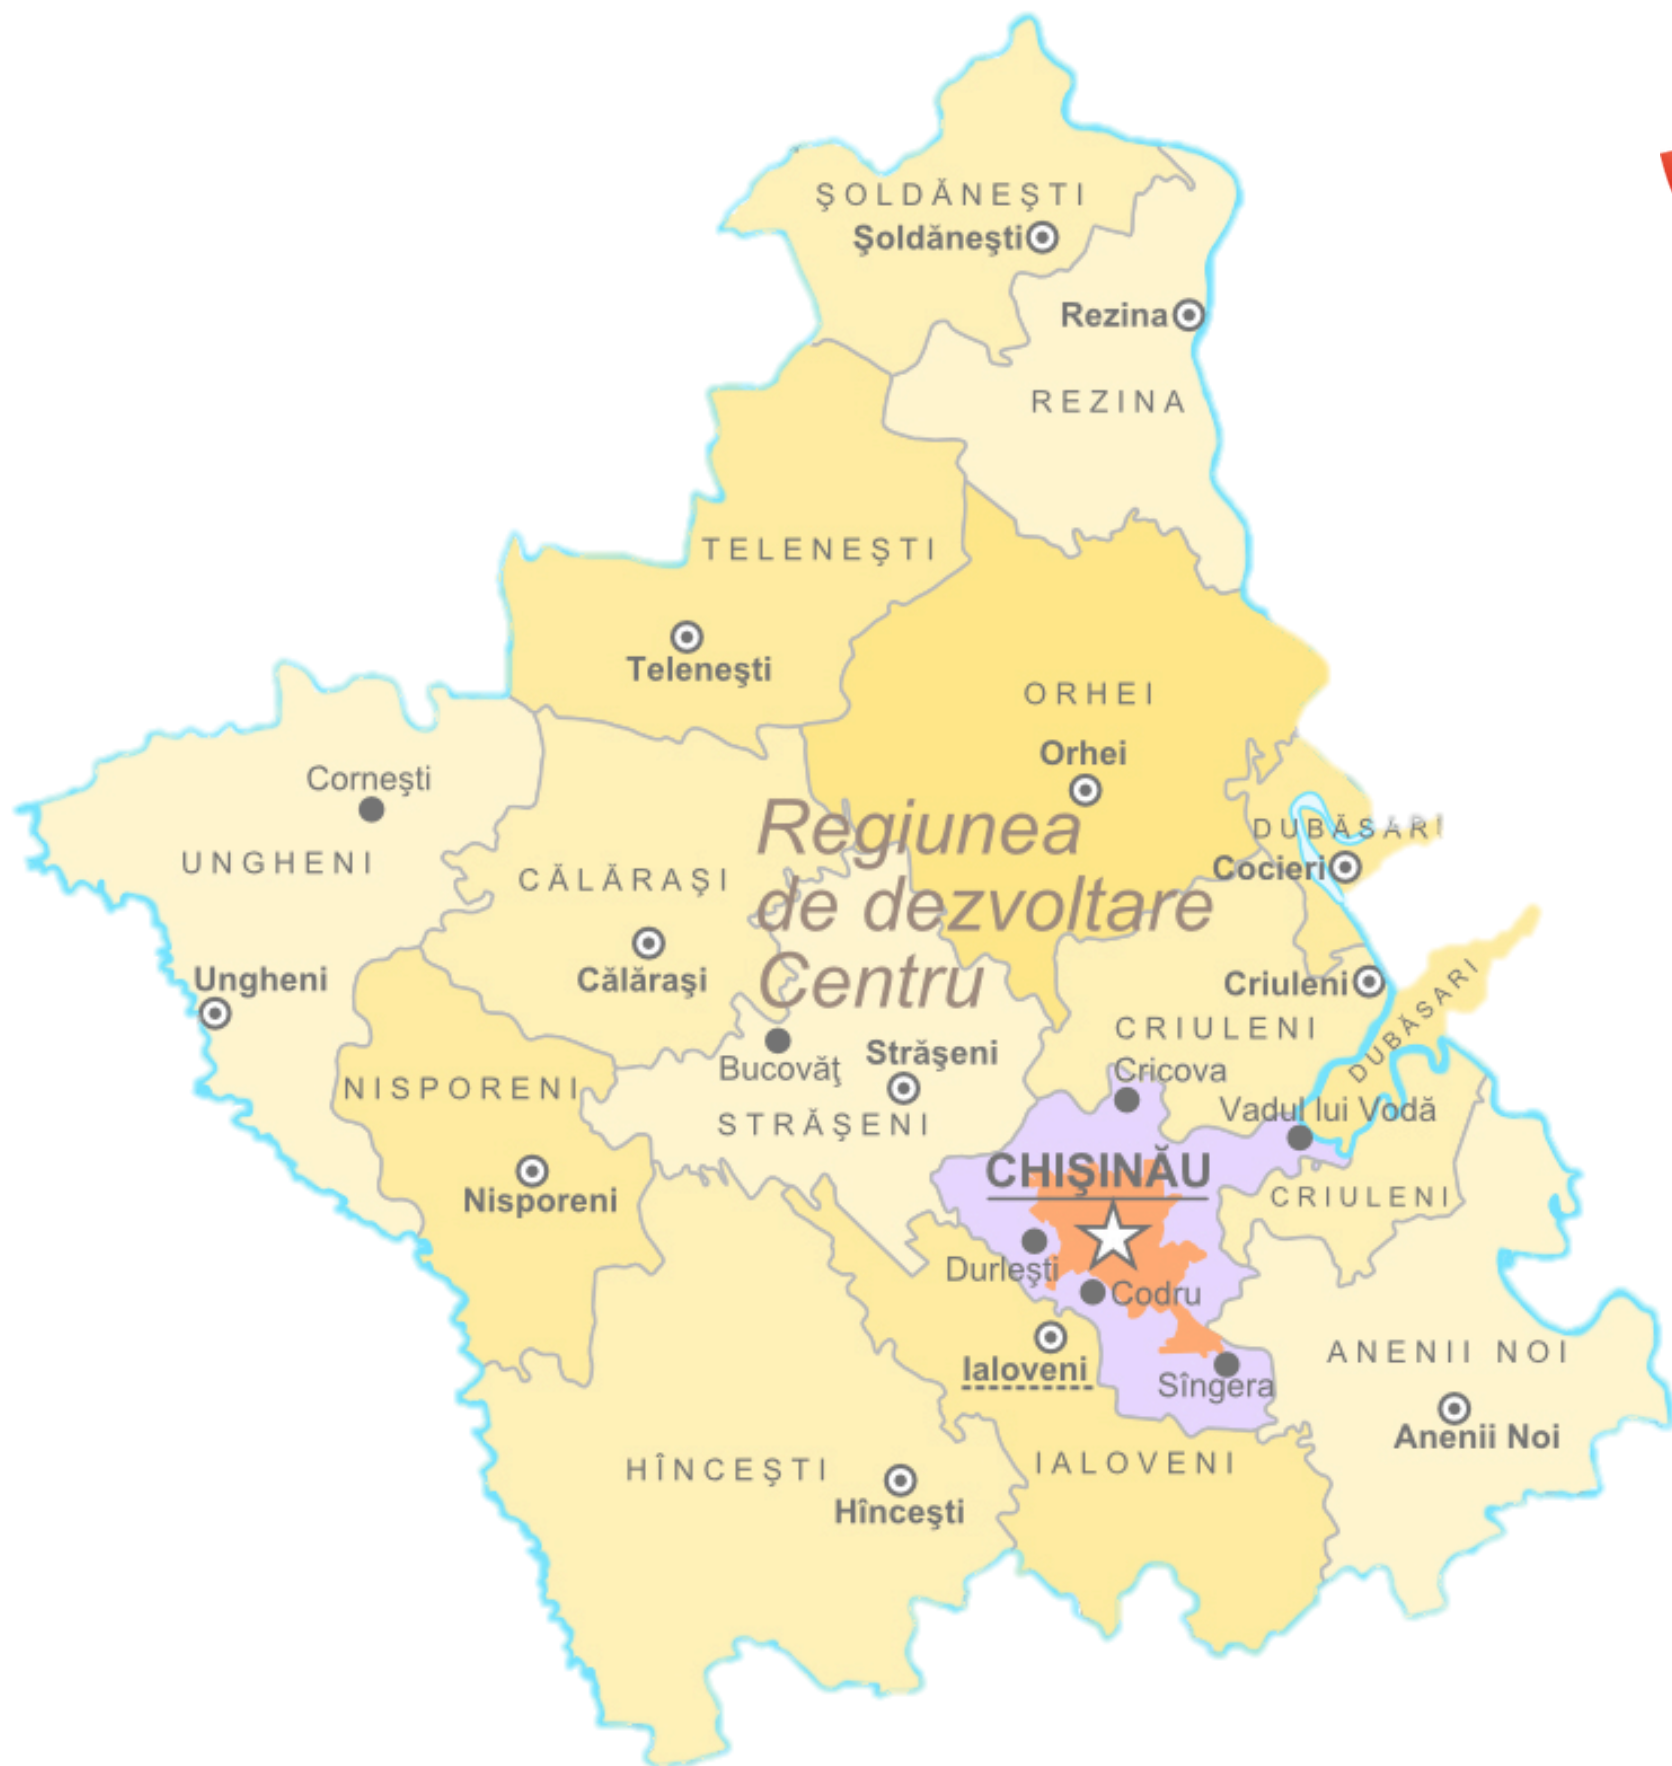 ŞOLDĂNEŞTI
Şoldăneşti
Rezina
REZINA
TELENEŞTI
Teleneşti
ORHEI
Orhei
Corneşti
UNGHENI
Ungheni
CĂLĂRAŞI
Călăraşi
Regiunea
de dezvoltare
Centru
DUBĂSARI
Cocieri
Criuleni
CRIULENI
DUBĂSARI
Bucovăţ
Străşeni
STRĂŞENI
Cricova
Vadul lui Vodă
NISPORENI
Nisporeni
CHIŞINĂU
CRIULENI
Durleşti
Codru
Ialoveni
Sîngera
ANENII NOI
Anenii Noi
HÎNCEŞTI
Hînceşti
IALOVENI